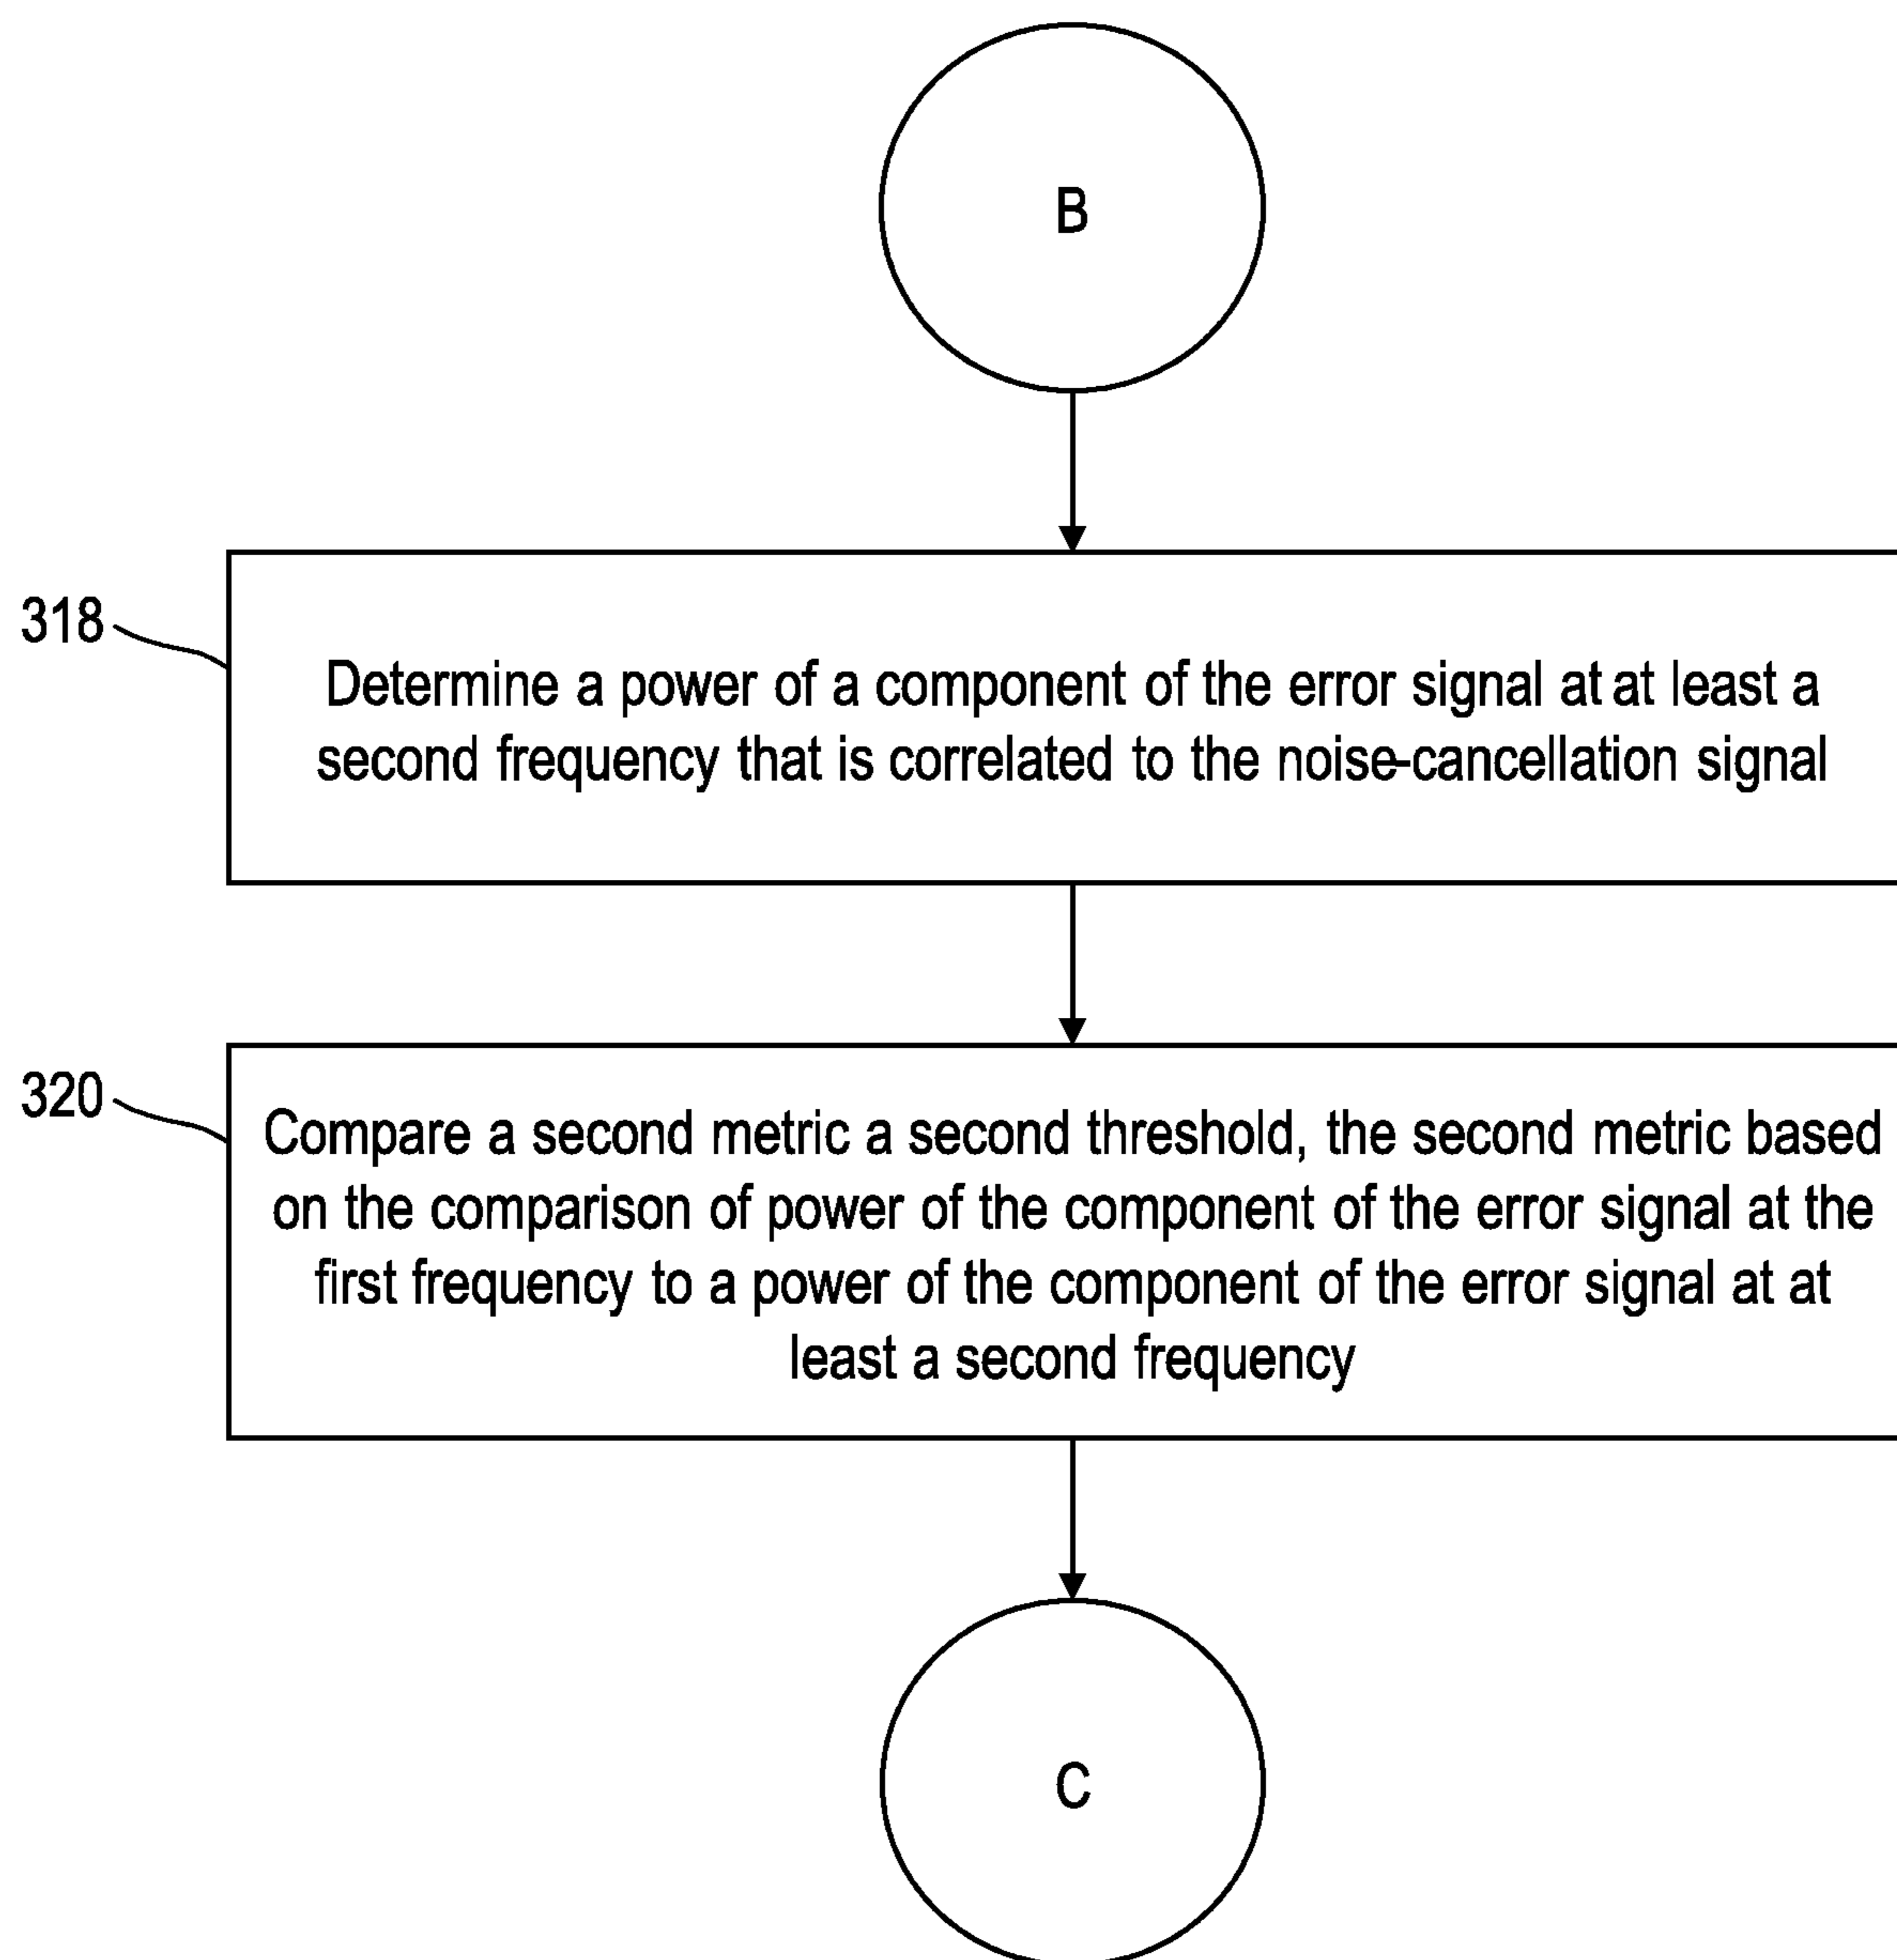 B
318
Determine a power of a component of the error signal at at least a
second frequency that is correlated to the noise-cancellation signal
320
Compare a second metric a second threshold, the second metric based
on the comparison of power of the component of the error signal at the
first frequency to a power of the component of the error signal at at
least a second frequency
C